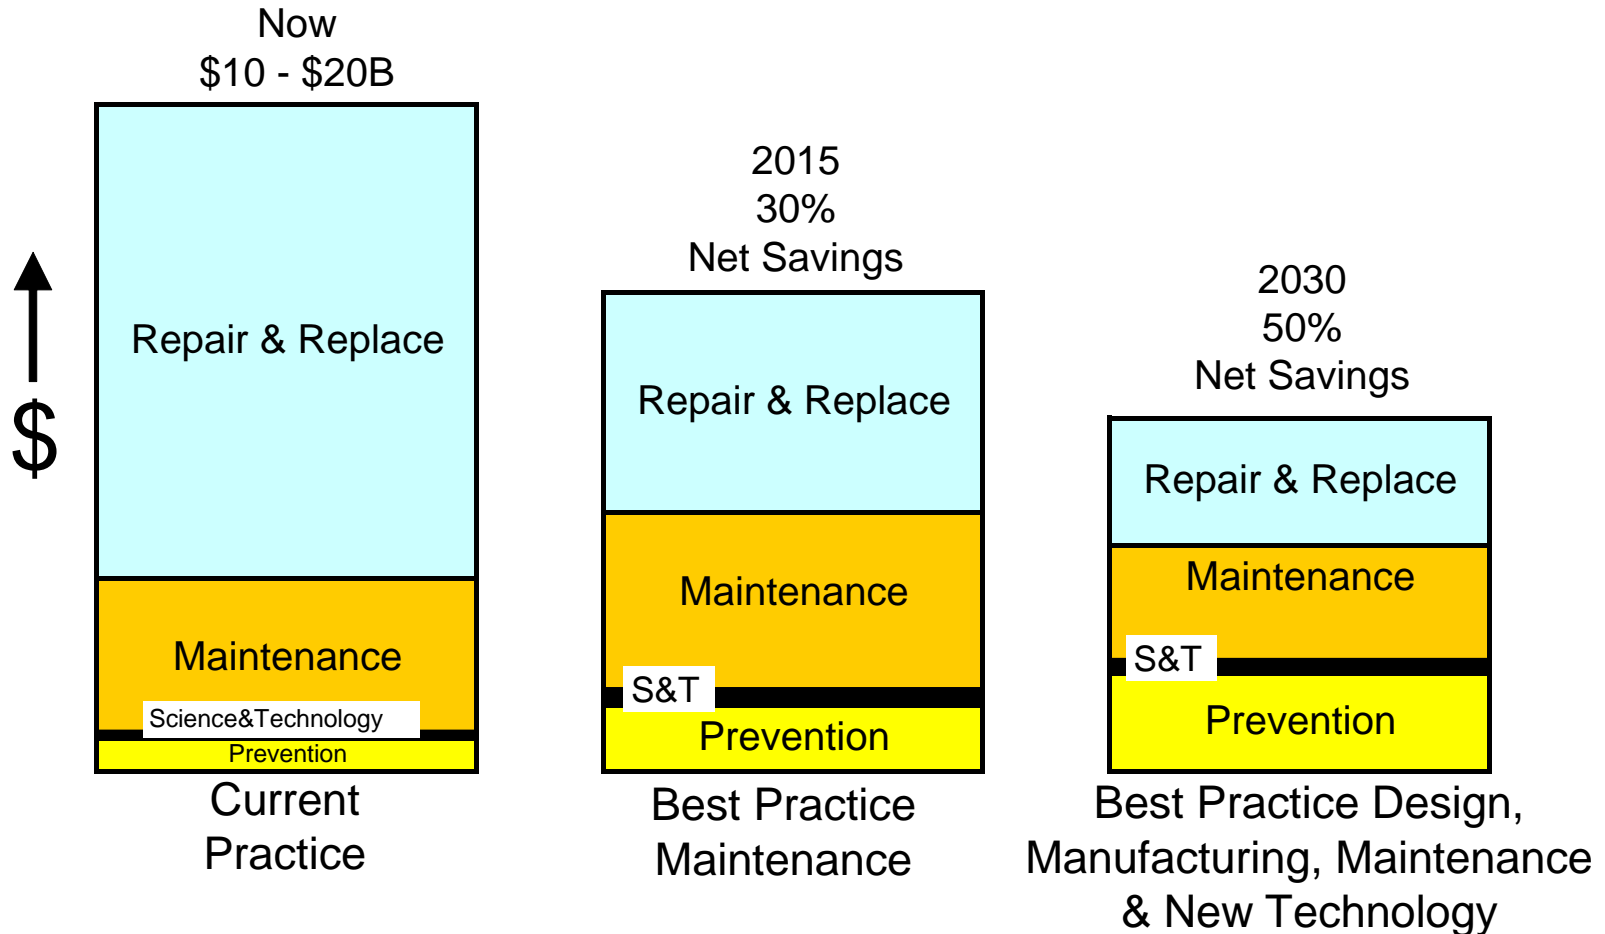 Now
$10 - $20B
Repair & Replace
Maintenance
Science&Technology
Prevention
Current
Practice
$
2015
30%
Net Savings
Repair & Replace
Maintenance
S&T
Prevention
Best Practice
Maintenance
2030
50%
Net Savings
Repair & Replace
Maintenance
S&T
Prevention
Best Practice Design,
Manufacturing, Maintenance
& New Technology